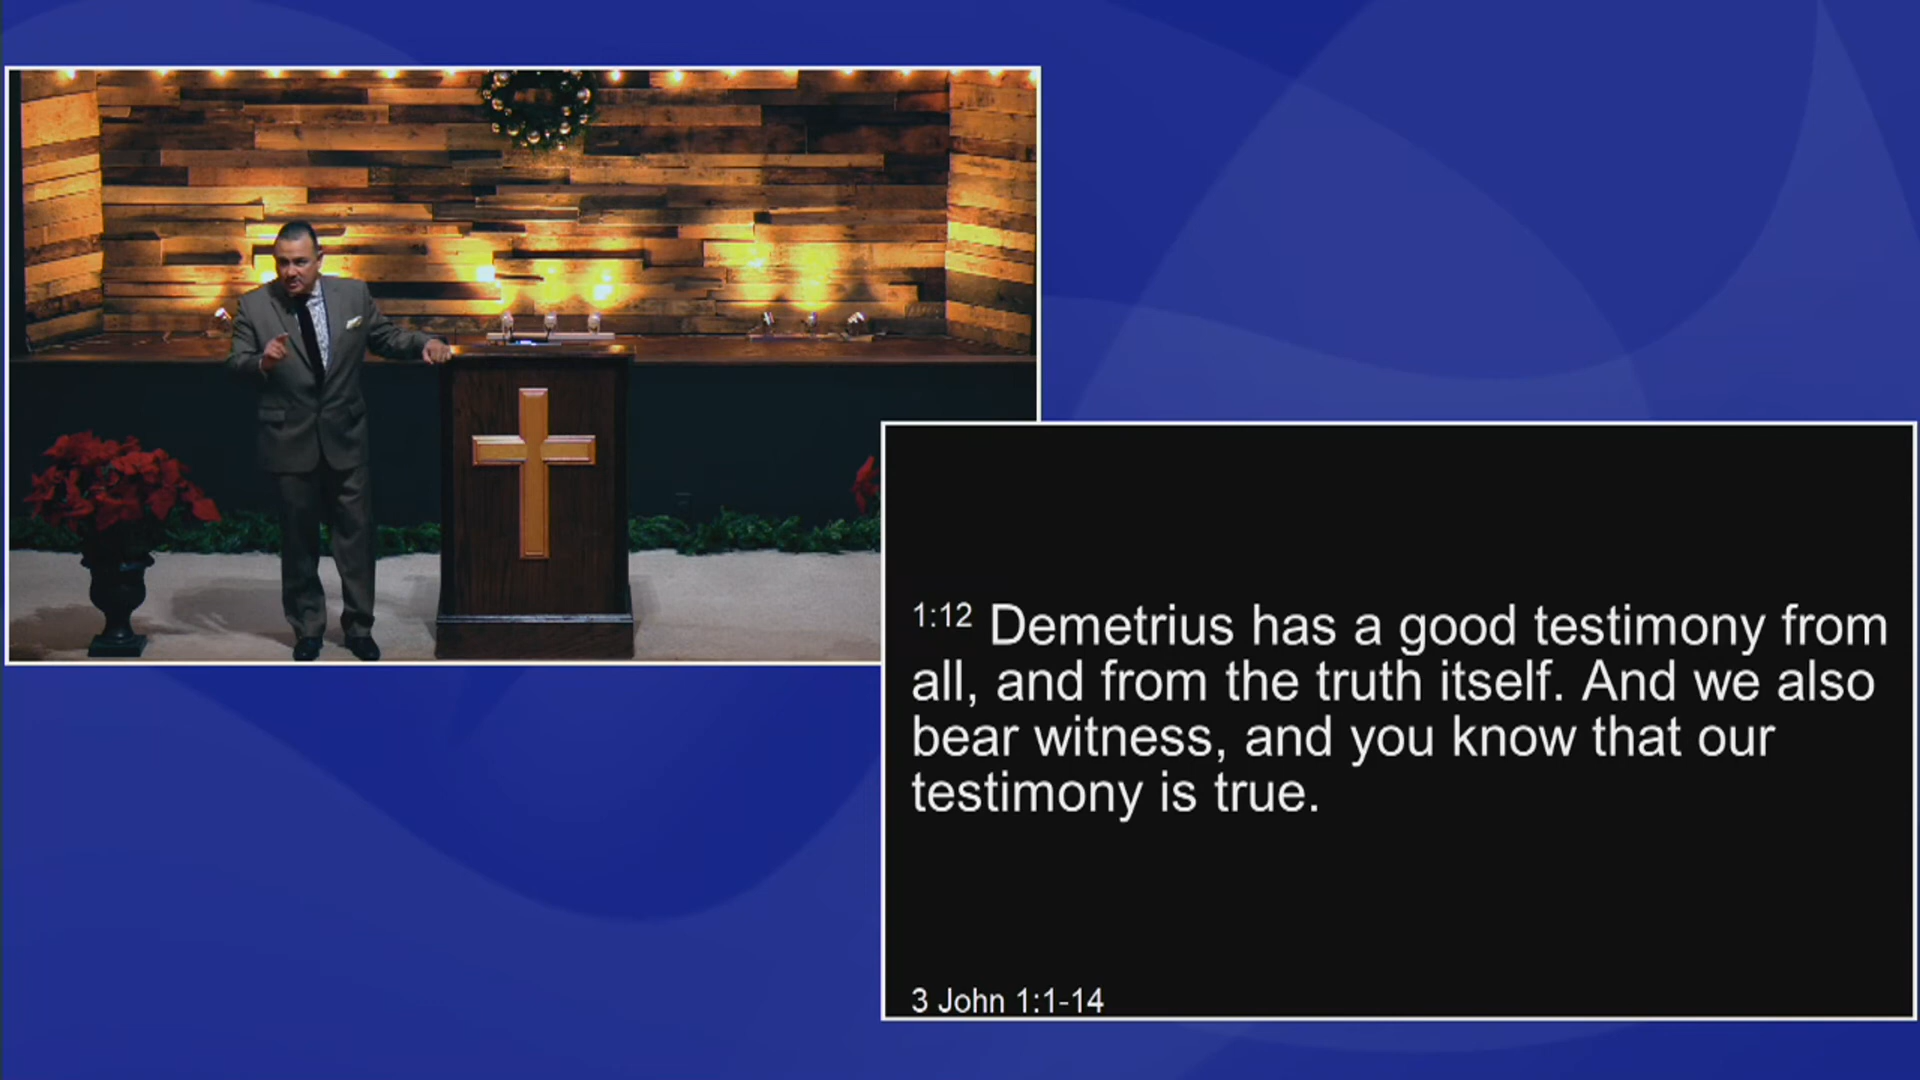 1:12 Demetrius has a good testimony from
all, and from the truth itself. And we also
bear witness, and you know that our
testimony is true.
3 John 1:1-14